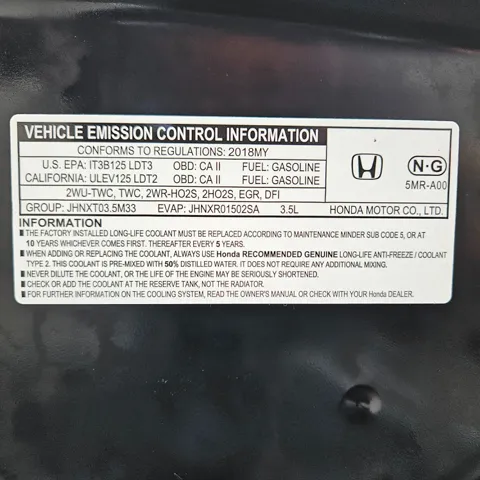 VEHICLE EMISSION CONTROL INFORMATION
CONFORMS TO REGULATIONS: 2018MY
U.S. EPA: IT3B125 LDT3 OBD: CA II FUEL: GASOLINE
CALIFORNIA: ULEV125 LDT2 OBD: CA II FUEL: GASOLINE
2WU-TWC, TWC, 2WR-HO2S, 2HO2S, EGR, DFI
GROUP: JHNXT03.5M33 EVAP: JHNXR01502SA 3.5L
N-G
5MR-A00
HONDA MOTOR CO., LTD.
INFORMATION
■ THE FACTORY INSTALLED LONG-LIFE COOLANT MUST BE REPLACED ACCORDING TO MAINTENANCE MINDER SUB CODE 5, OR AT
10 YEARS WHICHEVER COMES FIRST. THEREAFTER EVERY 5 YEARS.
■ WHEN ADDING OR REPLACING THE COOLANT, ALWAYS USE Honda RECOMMENDED GENUINE LONG-LIFE ANTI-FREEZE / COOLANT
TYPE 2. THIS COOLANT IS PRE-MIXED WITH 50% DISTILLED WATER. IT DOES NOT REQUIRE ANY ADDITIONAL MIXING.
■ NEVER DILUTE THE COOLANT, OR THE LIFE OF THE ENGINE MAY BE SERIOUSLY SHORTENED.
■ CHECK OR ADD THE COOLANT AT THE RESERVE TANK, NOT THE RADIATOR.
■ FOR FURTHER INFORMATION ON THE COOLING SYSTEM, READ THE OWNER'S MANUAL OR CHECK WITH YOUR Honda DEALER.